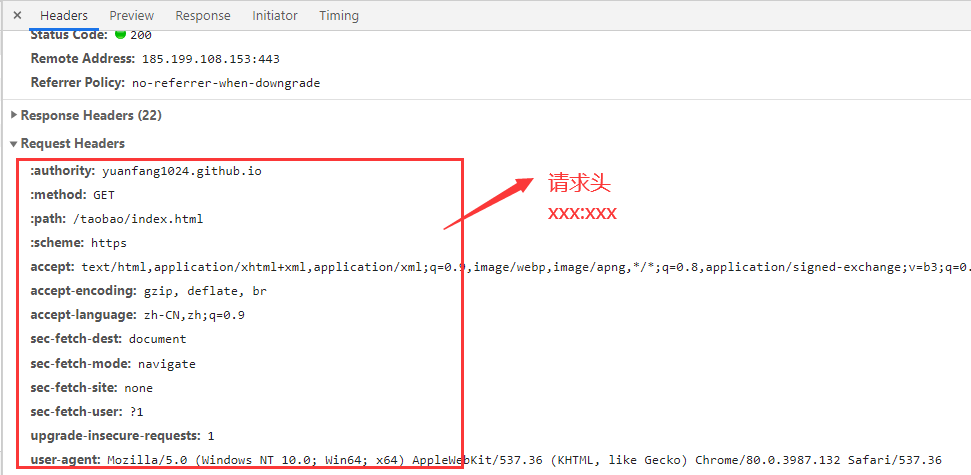 × Headers Preview Response Initiator Timing
Status Code: 200
Remote Address: 185.199.108.153:443
Referrer Policy: no-referrer-when-downgrade
Response Headers (22)
Request Headers
:authority: yuanfang1024.github.io
:method: GET
:path: /taobao/index.html
:scheme: https
accept: text/html,application/xhtml+xml,application/xml;q=0.9,image/webp,image/apng,*/*;q=0.8,application/signed-exchange;v=b3;q=0.
accept-encoding: gzip, deflate, br
accept-language: zh-CN,zh;q=0.9
sec-fetch-dest: document
sec-fetch-mode: navigate
sec-fetch-site: none
sec-fetch-user: ?1
upgrade-insecure-requests: 1
user-agent: Mozilla/5.0 (Windows NT 10.0; Win64; x64) AppleWebKit/537.36 (KHTML, like Gecko) Chrome/80.0.3987.132 Safari/537.36
请求头
xxx:xxx